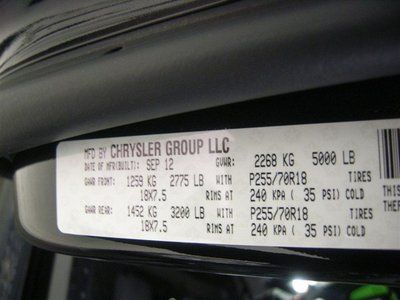 MFD BY CHRYSLER GROUP LLC
DATE OF MFR(BUILT): SEP 12 GVWR: 2268 KG 5000 LB
GAWR FRONT: 1259 KG 2775 LB WITH P255/70R18 TIRES
18X7.5 RIMS AT 240 KPA ( 35 PSI) COLD THIS
GAWR REAR: 1452 KG 3200 LB WITH P255/70R18 TIRES
18X7.5 RIMS AT 240 KPA ( 35 PSI) COLD